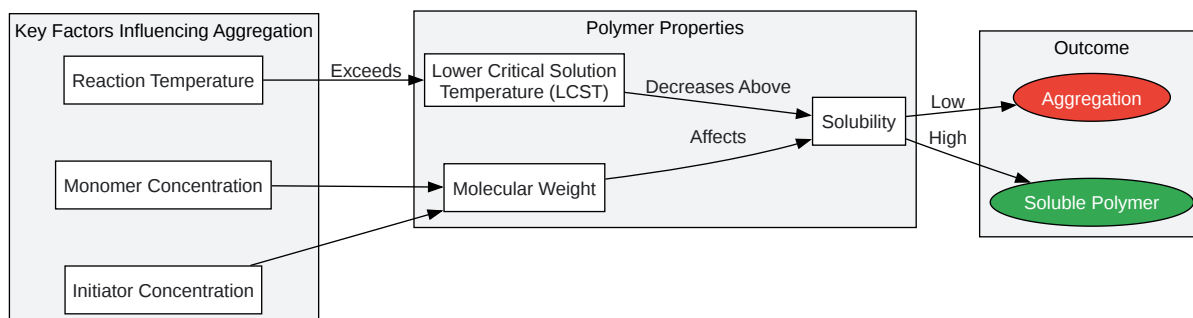 Key Factors Influencing Aggregation
Reaction Temperature
Monomer Concentration
Initiator Concentration
Exceeds
Polymer Properties
Lower Critical Solution
Temperature (LCST)
Molecular Weight
Decreases Above
Affects
Solubility
Low
High
Outcome
Aggregation
Soluble Polymer